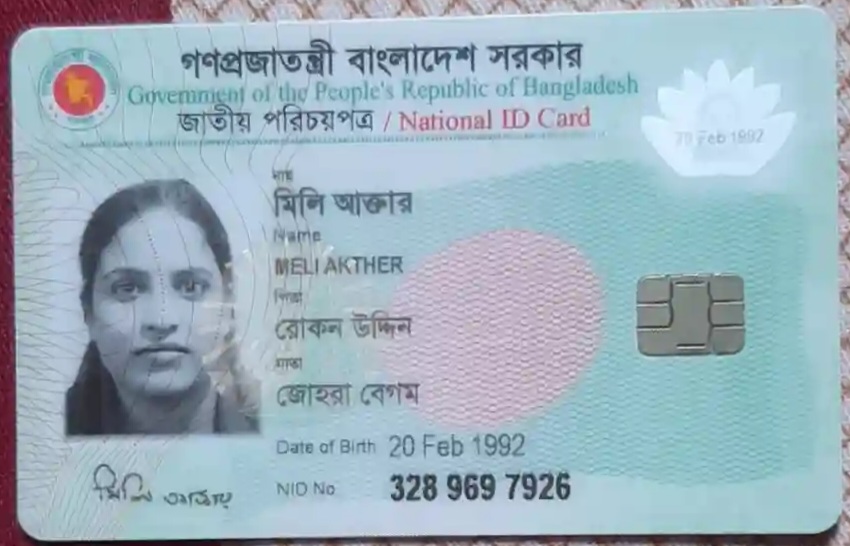 গণপ্রজাতন্ত্রী বাংলাদেশ সরকার
Government of the People's Republic of Bangladesh
জাতীয় পরিচয়পত্র / National ID Card
20 Feb 1992
নাম
মিলি আক্তার
Name
MELI AKTHER
পিতা
রোকন উদ্দিন
মাতা
জোহরা বেগম
Date of Birth 20 Feb 1992
NID No. 328 969 7926
মিলি আক্তার